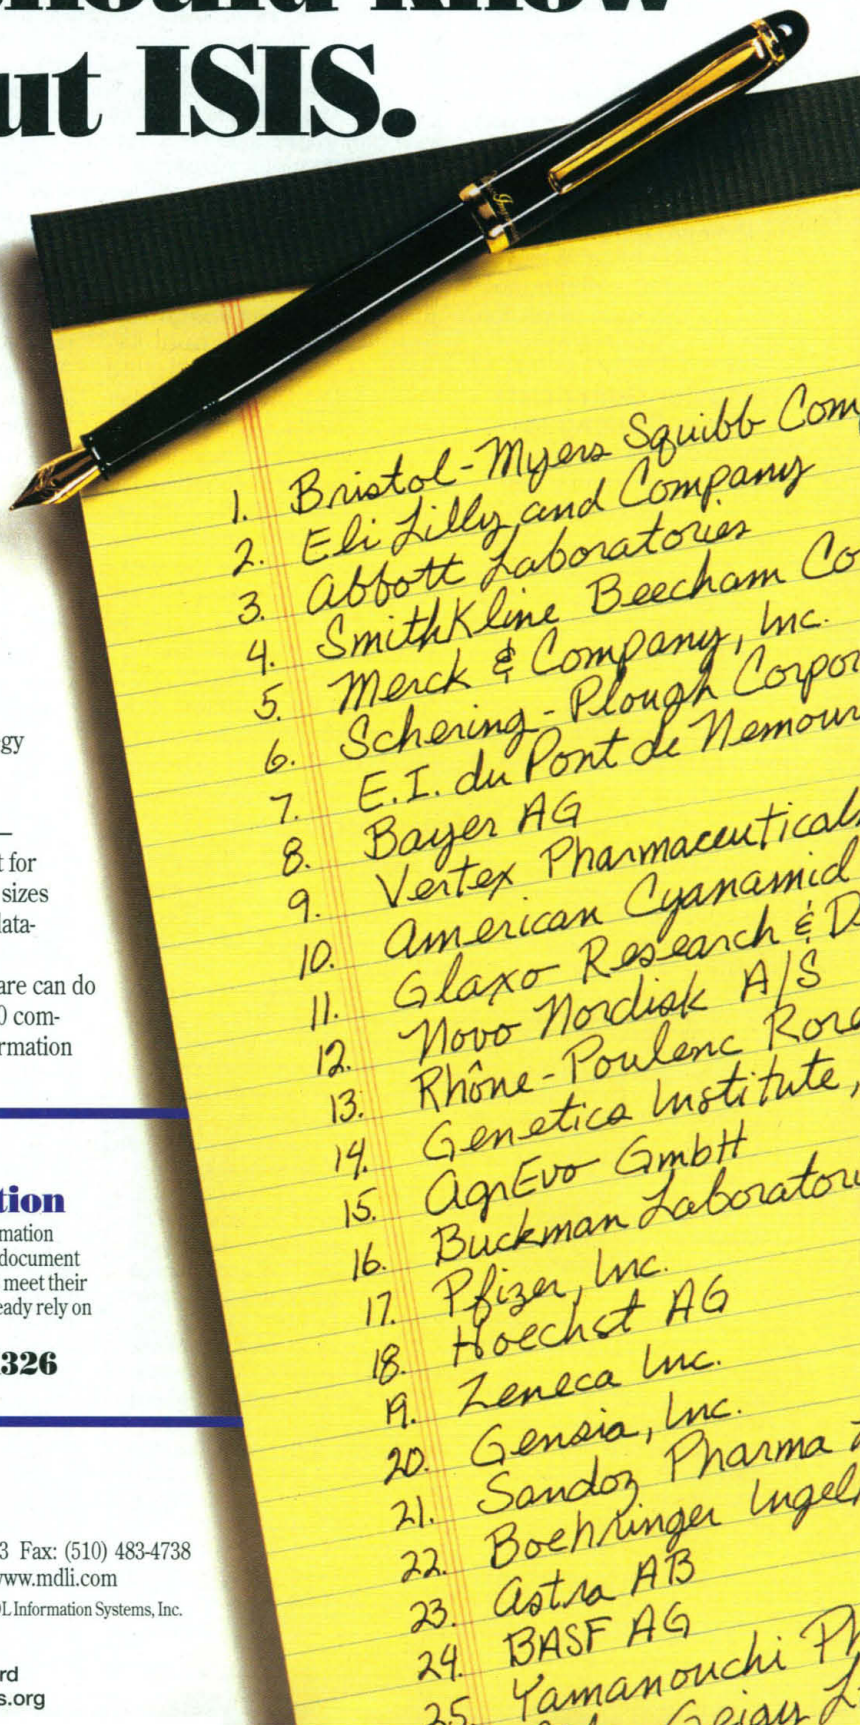 ut ISIS.
1. Bristol-Myers Squibb Com
2. Eli Lilly and Company
3. Abbott Laboratories
4. SmithKline Beecham Co
5. Merck & Company, Inc.
6. Schering-Plough Corpor
7. E.I. du Pont de Nemour
8. Bayer AG
9. Vertex Pharmaceuticals
10. American Cyanamid
11. Glaxo Research & D
12. Novo Nordisk A/S
13. Rhône-Poulenc Rore
14. Genetics Institute,
15. AgrEvo GmbH
16. Buckman Laboratori
17. Pfizer, Inc.
18. Hoechst AG
19. Zeneca Inc.
20. Gensia, Inc.
21. Sandoz Pharma
22. Boehringer Ingel
23. Astra AB
24. BASF AG
25. Yamanouchi Ph
Geigy
gy
t for
sizes
lata-
are can do
0 com-
rmation
tion
mation
document
meet their
eady rely on
326
3 Fax: (510) 483-4738
www.mdli.com
L Information Systems, Inc.
rd
s.org